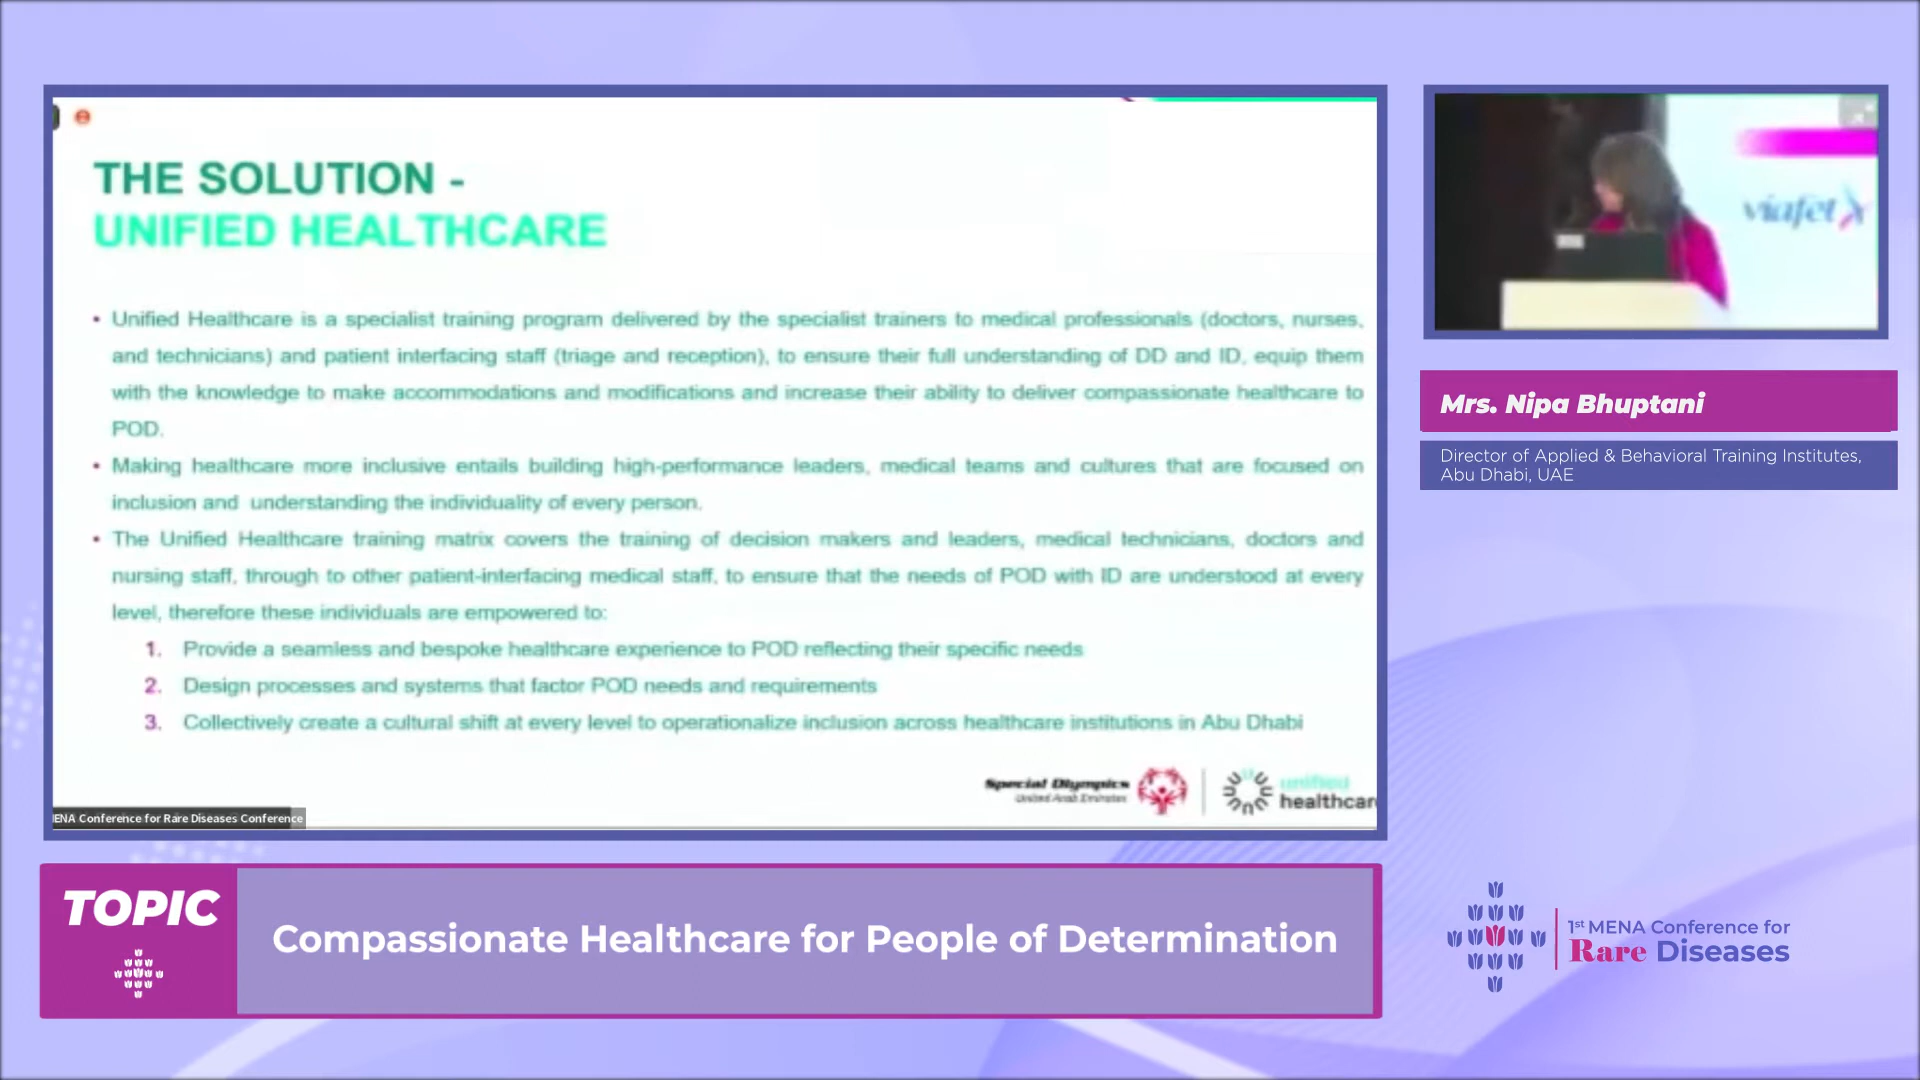 THE SOLUTION -
UNIFIED HEALTHCARE
• Unified Healthcare is a specialist training program delivered by the specialist trainers to medical professionals (doctors, nurses,
and technicians) and patient interfacing staff (triage and reception), to ensure their full understanding of DD and ID, equip them
with the knowledge to make accommodations and modifications and increase their ability to deliver compassionate healthcare to
POD.
• Making healthcare more inclusive entails building high-performance leaders, medical teams and cultures that are focused on
inclusion and understanding the individuality of every person.
• The Unified Healthcare training matrix covers the training of decision makers and leaders, medical technicians, doctors and
nursing staff, through to other patient-interfacing medical staff, to ensure that the needs of POD with ID are understood at every
level, therefore these individuals are empowered to:
1. Provide a seamless and bespoke healthcare experience to POD reflecting their specific needs
2. Design processes and systems that factor POD needs and requirements
3. Collectively create a cultural shift at every level to operationalize inclusion across healthcare institutions in Abu Dhabi
Special Olympics
United Arab Emirates
unified
healthcar
ENA Conference for Rare Diseases Conference
viafet
Mrs. Nipa Bhuptani
Director of Applied & Behavioral Training Institutes,
Abu Dhabi, UAE
TOPIC
Compassionate Healthcare for People of Determination
1st MENA Conference for
Rare Diseases